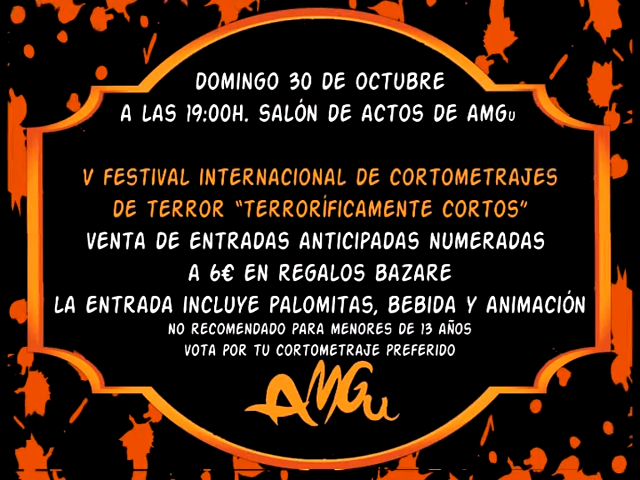 DOMINGO 30 DE OCTUBRE
A LAS 19:00H. SALÓN DE ACTOS DE AMGu
V FESTIVAL INTERNACIONAL DE CORTOMETRAJES
DE TERROR "TERRORÍFICAMENTE CORTOS"
VENTA DE ENTRADAS ANTICIPADAS NUMERADAS
A 6€ EN REGALOS BAZARE
LA ENTRADA INCLUYE PALOMITAS, BEBIDA Y ANIMACIÓN
NO RECOMENDADO PARA MENORES DE 13 AÑOS
VOTA POR TU CORTOMETRAJE PREFERIDO
AMGu